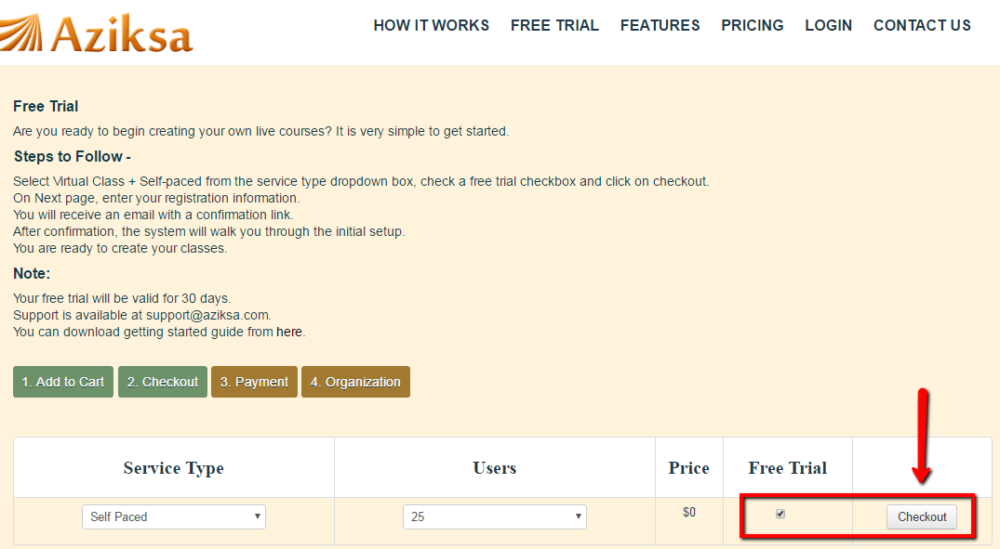 Aziksa
HOW IT WORKS FREE TRIAL FEATURES PRICING LOGIN CONTACT US
Free Trial
Are you ready to begin creating your own live courses? It is very simple to get started.
Steps to Follow -
Select Virtual Class + Self-paced from the service type dropdown box, check a free trial checkbox and click on checkout.
On Next page, enter your registration information.
You will receive an email with a confirmation link.
After confirmation, the system will walk you through the initial setup.
You are ready to create your classes.
Note:
Your free trial will be valid for 30 days.
Support is available at support@aziksa.com.
You can download getting started guide from here.
1. Add to Cart 2. Checkout 3. Payment 4. Organization
Service Type Users Price Free Trial
Self Paced 25 $0 Checkout